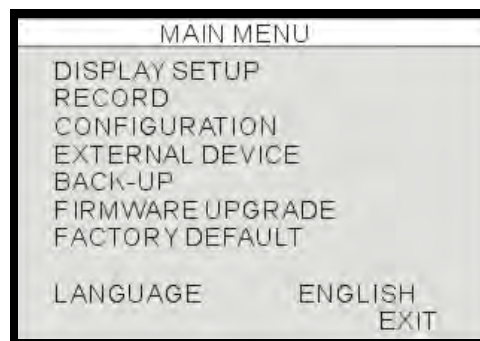 MAIN MENU
DISPLAY SETUP
RECORD
CONFIGURATION
EXTERNAL DEVICE
BACK-UP
FIRMWARE UPGRADE
FACTORY DEFAULT
LANGUAGE ENGLISH
EXIT